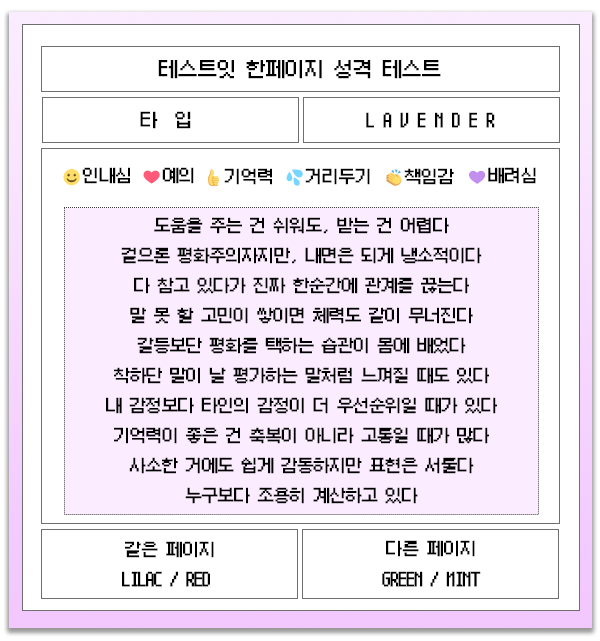 테스트잇 한페이지 성격 테스트
타 입
LAVENDER
인내심 예의 기억력 거리두기 책임감 배려심
도움을 주는 건 쉬워도, 받는 건 어렵다
겉으론 평화주의자지만, 내면은 되게 냉소적이다
다 참고 있다가 진짜 한순간에 관계를 끊는다
말 못 할 고민이 쌓이면 체력도 같이 무너진다
갈등보단 평화를 택하는 습관이 몸에 배었다
착하단 말이 날 평가하는 말처럼 느껴질 때도 있다
내 감정보다 타인의 감정이 더 우선순위일 때가 있다
기억력이 좋은 건 축복이 아니라 고통일 때가 많다
사소한 거에도 쉽게 감동하지만 표현은 서툴다
누구보다 조용히 계산하고 있다
같은 페이지
LILAC / RED
다른 페이지
GREEN / MINT